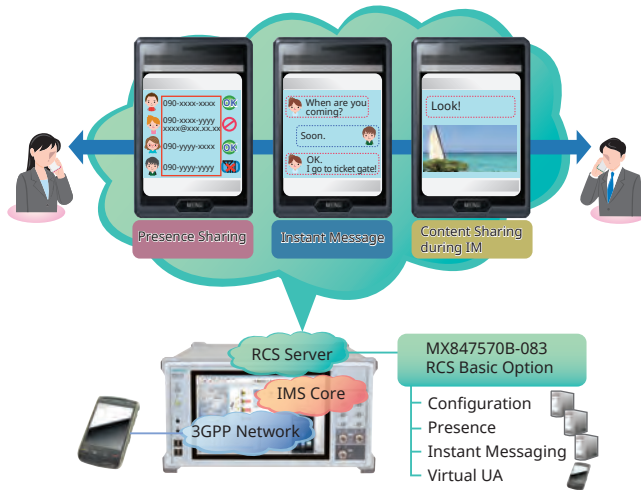 090-xxxx-xxxx
OK
090-xxxx-yyyy
xxxx@xxx.xx.xx
090-yyyy-xxxx
OK
090-yyyy-yyyy
MENU
Presence Sharing
When are you
coming?
Soon.
OK.
I go to ticket gate!
MENU
Instant Message
Look!
MENU
Content Sharing
during IM
RCS Server
IMS Core
3GPP Network
MX847570B-083
RCS Basic Option
Configuration
Presence
Instant Messaging
Virtual UA